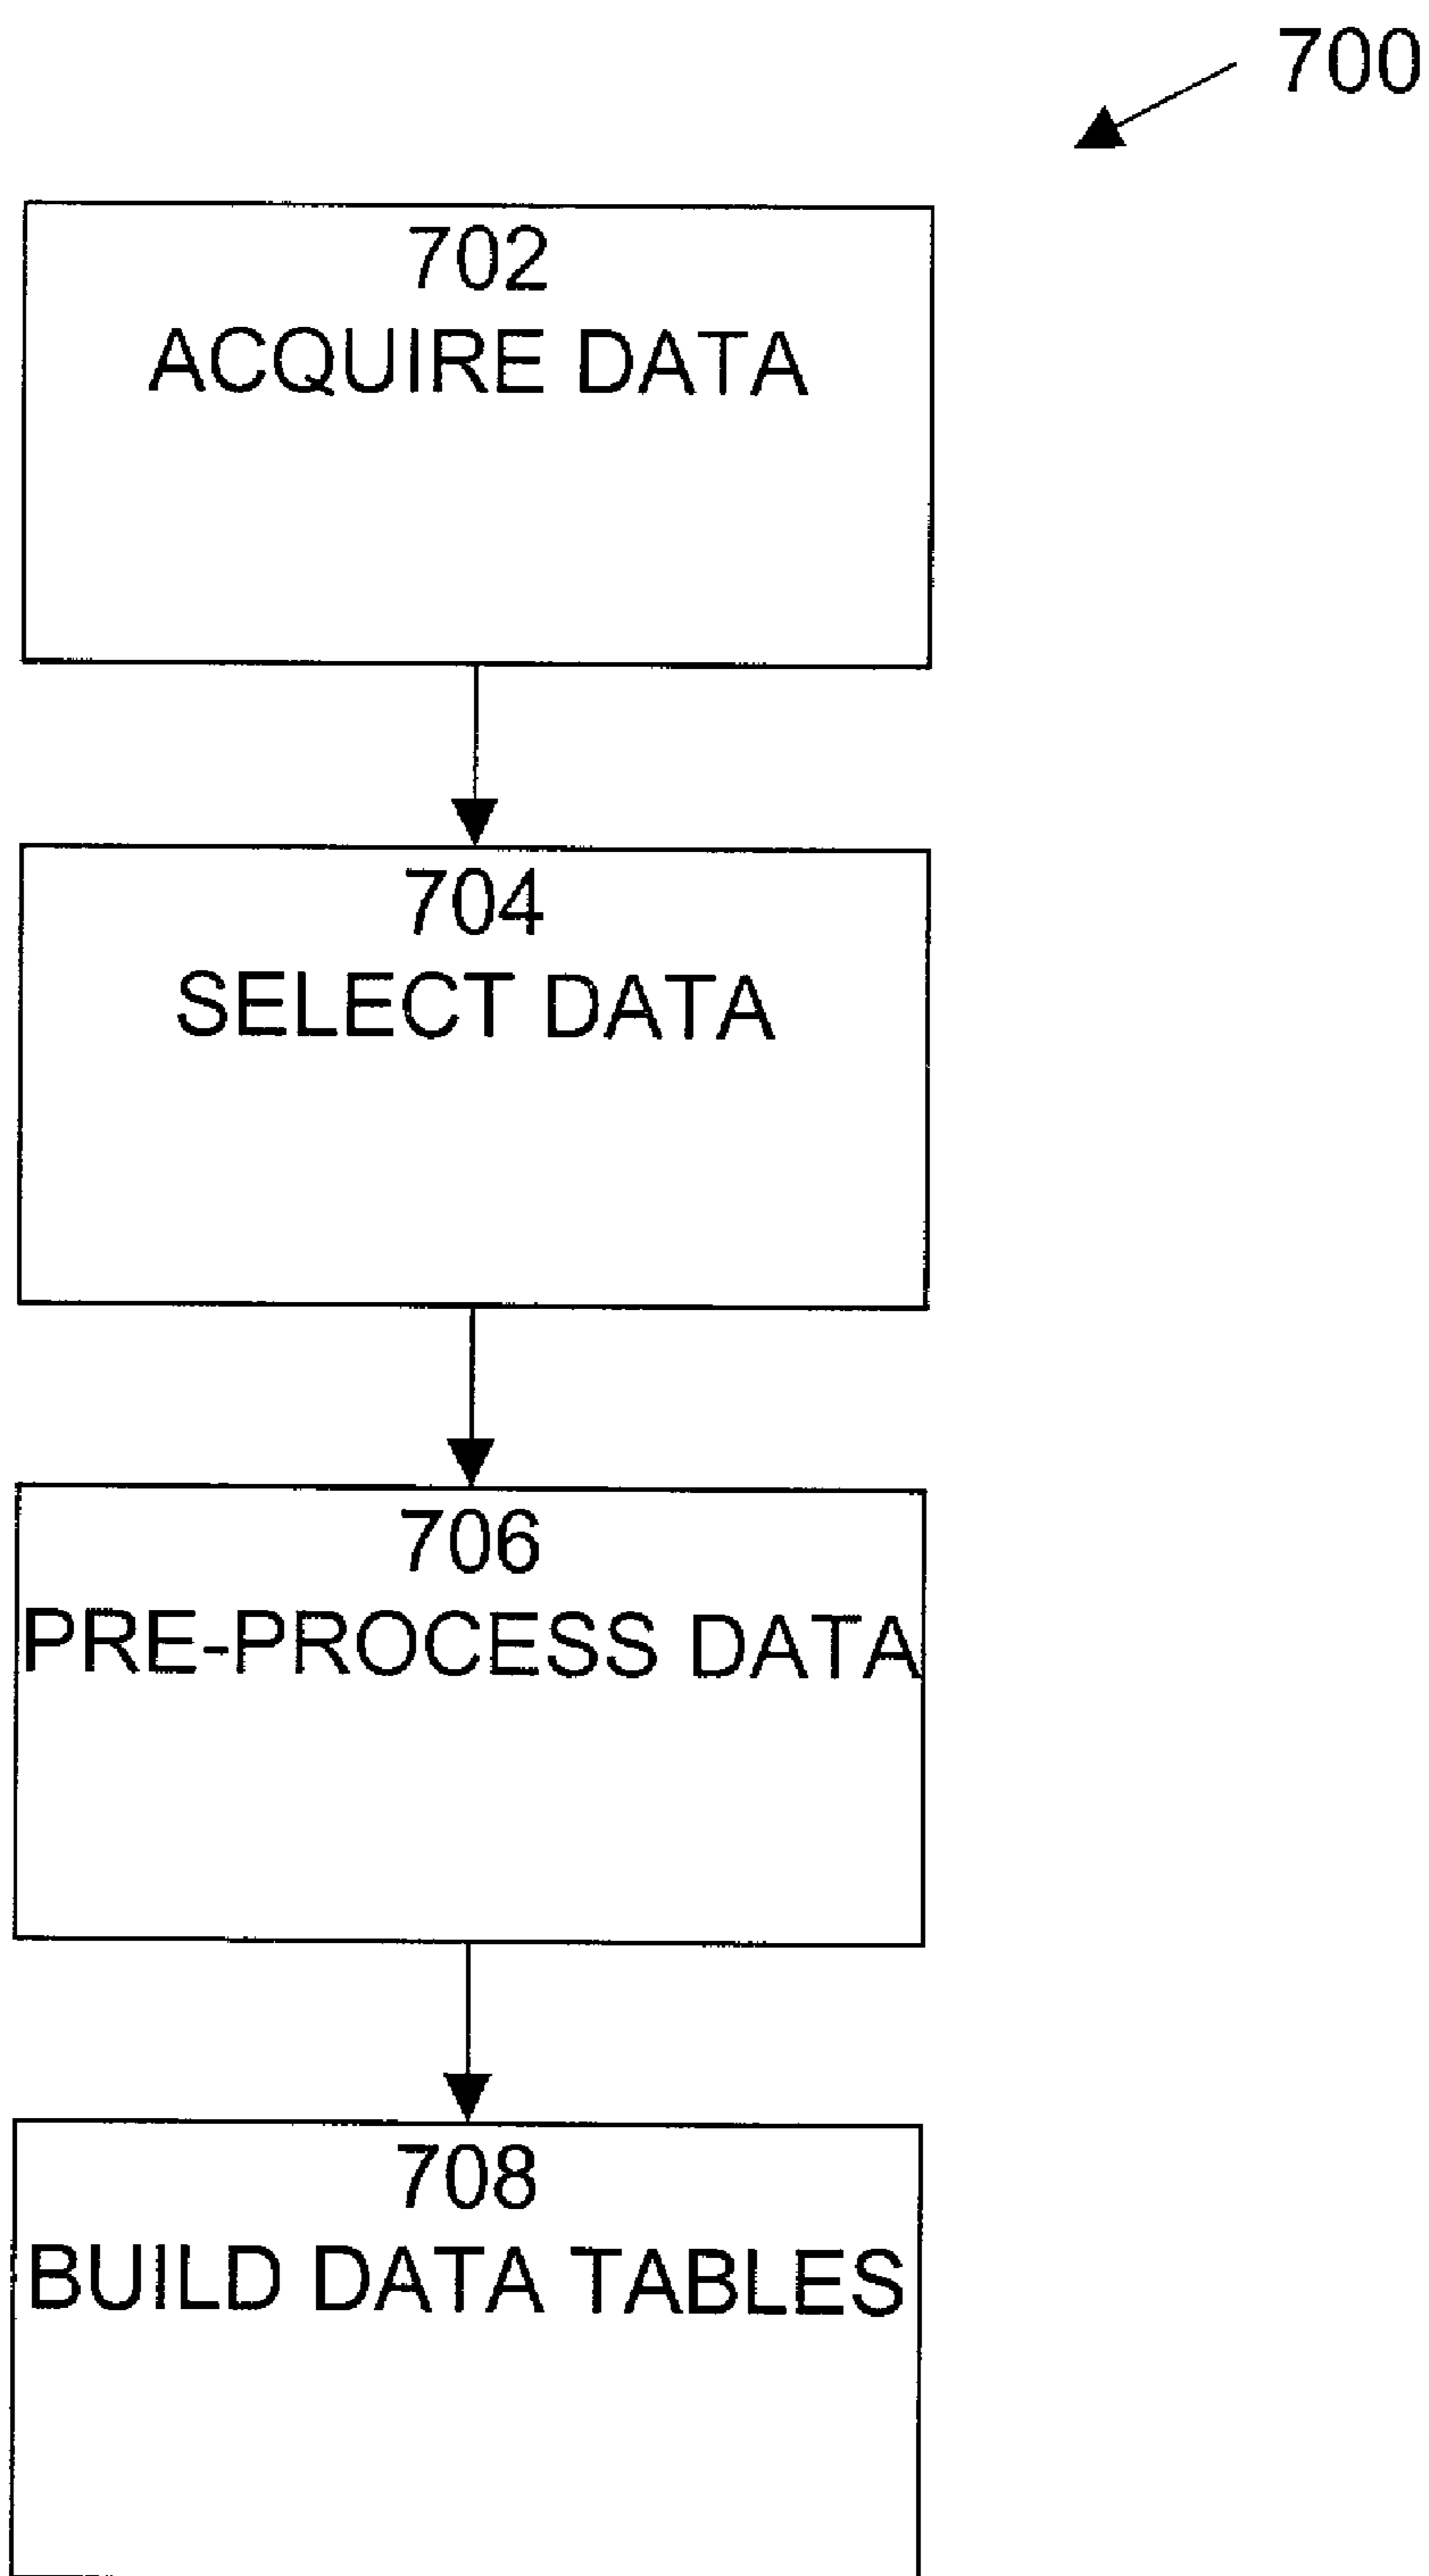 700
702
ACQUIRE DATA
704
SELECT DATA
706
PRE-PROCESS DATA
708
BUILD DATA TABLES